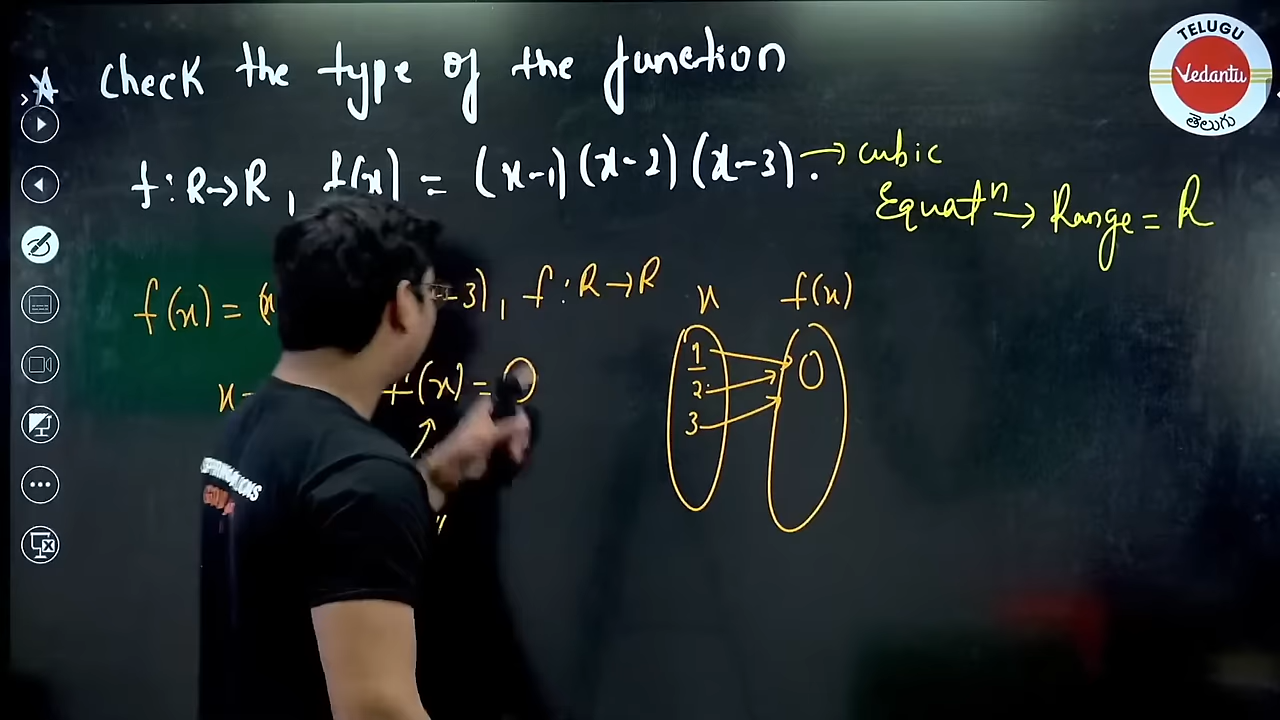 Check the type of the function
f : R→R, f(x) = (x-1)(x-2)(x-3). → cubic
Equatⁿ → Range = R
f(x) = (x -3), f : R→R
x f(x)
x- f(x) = 0
1
2
3
0
TELUGU
Vedantu
తెలుగు